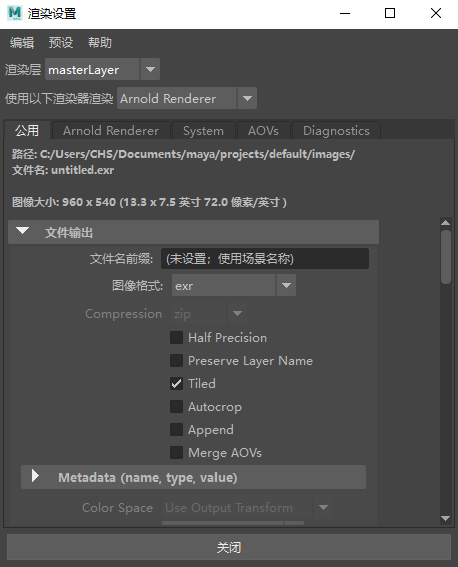 渲染设置
编辑 预设 帮助
渲染层 masterLayer
使用以下渲染器渲染 Arnold Renderer
公用 Arnold Renderer System AOVs Diagnostics
路径: C:/Users/CHS/Documents/maya/projects/default/images/
文件名: untitled.exr
图像大小: 960 x 540 (13.3 x 7.5 英寸 72.0 像素/英寸 )
文件输出
文件名前缀: (未设置；使用场景名称)
图像格式: exr
Compression zip
Half Precision
Preserve Layer Name
Tiled
Autocrop
Append
Merge AOVs
Metadata (name, type, value)
Color Space Use Output Transform
关闭